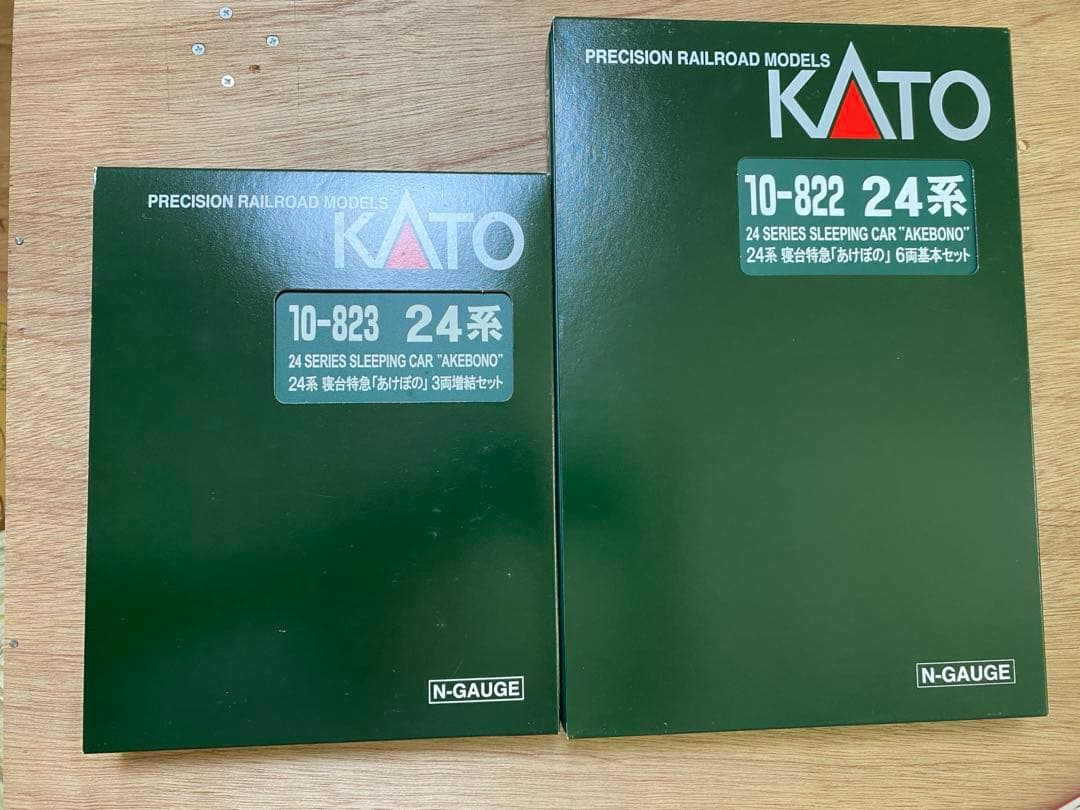 PRECISION RAILROAD MODELS
KATO
10-823 24系
24 SERIES SLEEPING CAR "AKEBONO"
24系 寝台特急「あけぼの」3両増結セット
N-GAUGE
PRECISION RAILROAD MODELS
KATO
10-822 24系
24 SERIES SLEEPING CAR "AKEBONO"
24系 寝台特急「あけぼの」6両基本セット
N-GAUGE